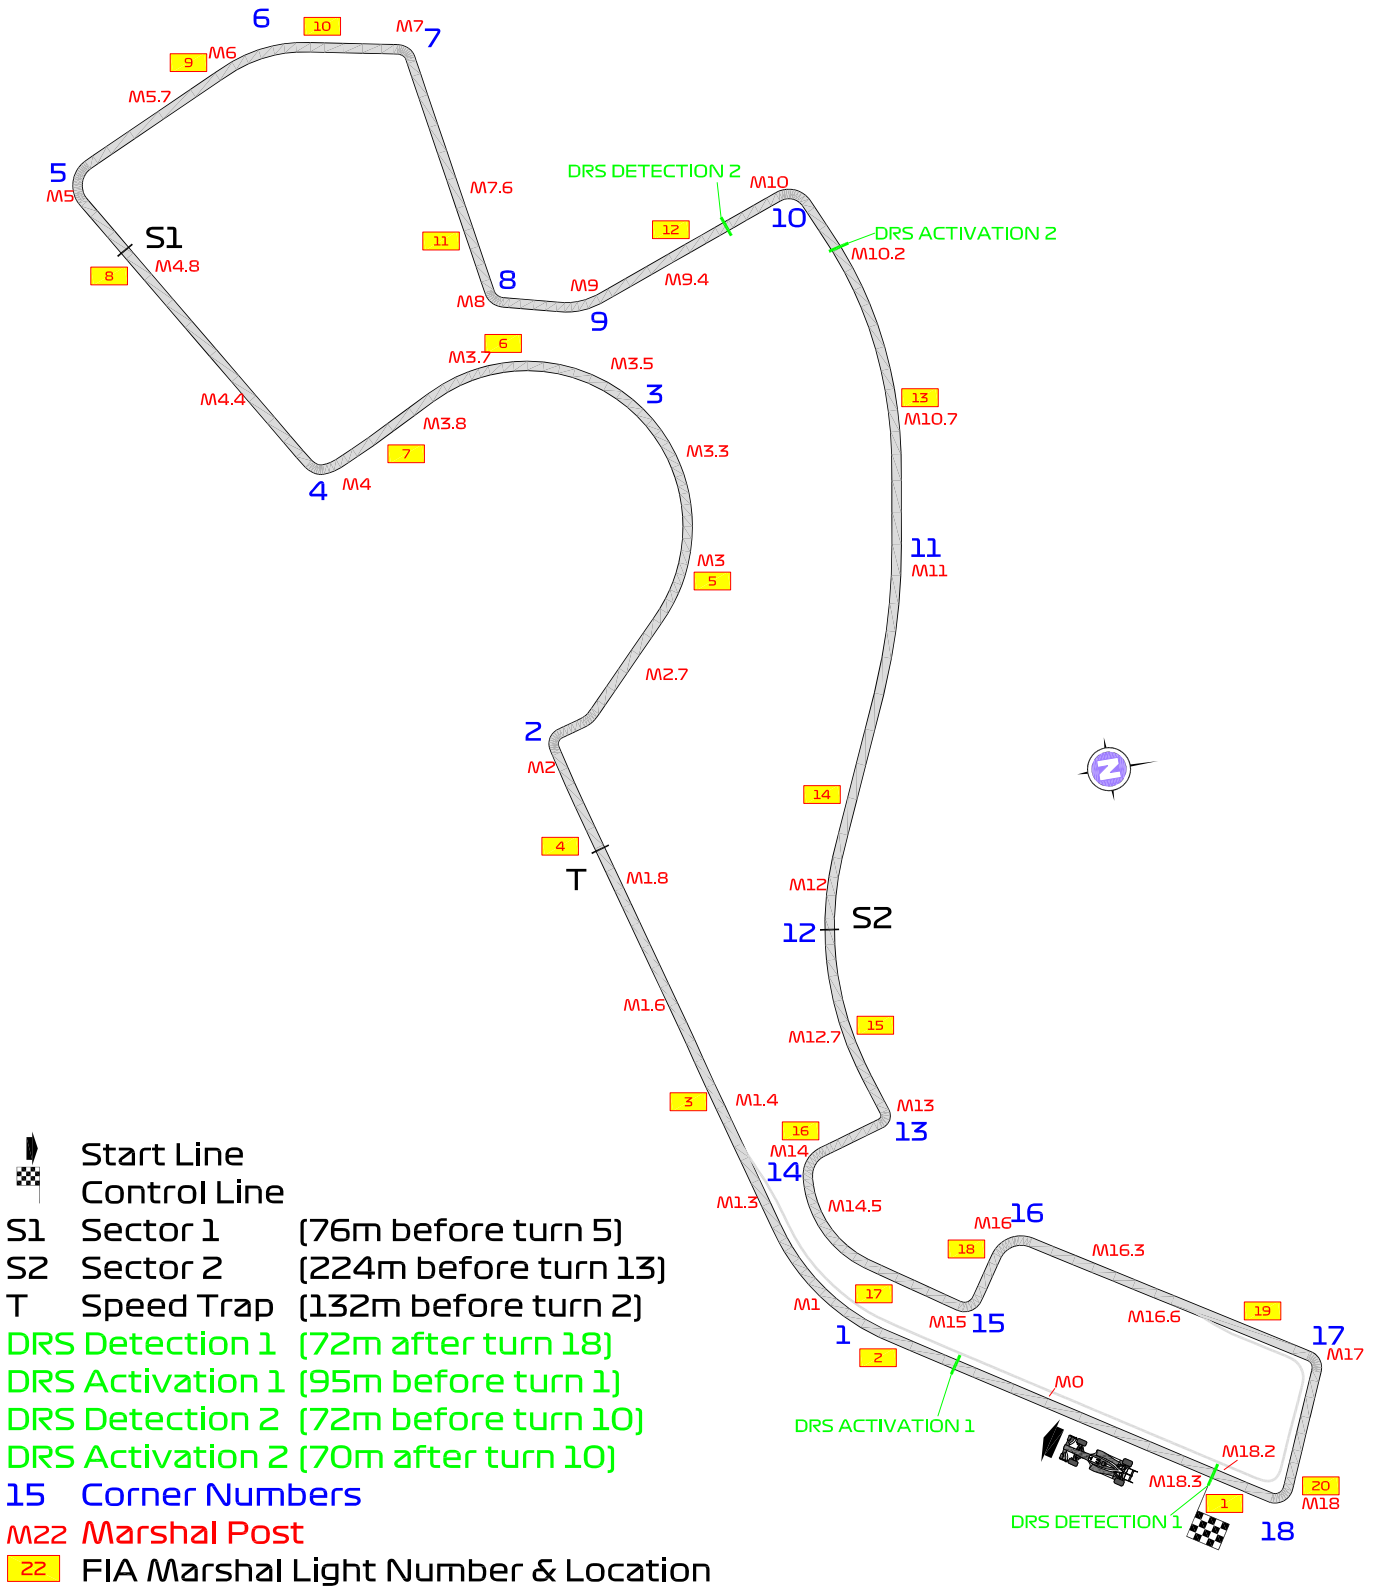 6
10
M7
7
M6
9
M5.7
5
M5
DRS DETECTION 2
M10
10
M7.6
12
S1
11
DRS ACTIVATION 2
M10.2
M4.8
8
8
M9.4
M9
M8
9
6
M3.7
M3.5
3
13
M10.7
M4.4
M3.8
7
M3.3
M4
4
11
M3
M11
5
M2.7
2
M2
N
14
4
T
M1.8
M12
S2
12
M1.6
15
M12.7
3
M1.4
M13
16
13
M14
14
M1.3
M14.5
M16
16
18
M16.3
17
M1
19
M16.6
M15
15
1
17
2
M17
M0
DRS ACTIVATION 1
M18.2
M18.3
20
1
M18
DRS DETECTION 1
18
Start Line
Control Line
S1 Sector 1 (76m before turn 5)
S2 Sector 2 (224m before turn 13)
T Speed Trap (132m before turn 2)
DRS Detection 1 (72m after turn 18)
DRS Activation 1 (95m before turn 1)
DRS Detection 2 (72m before turn 10)
DRS Activation 2 (70m after turn 10)
15 Corner Numbers
M22 Marshal Post
22 FIA Marshal Light Number & Location